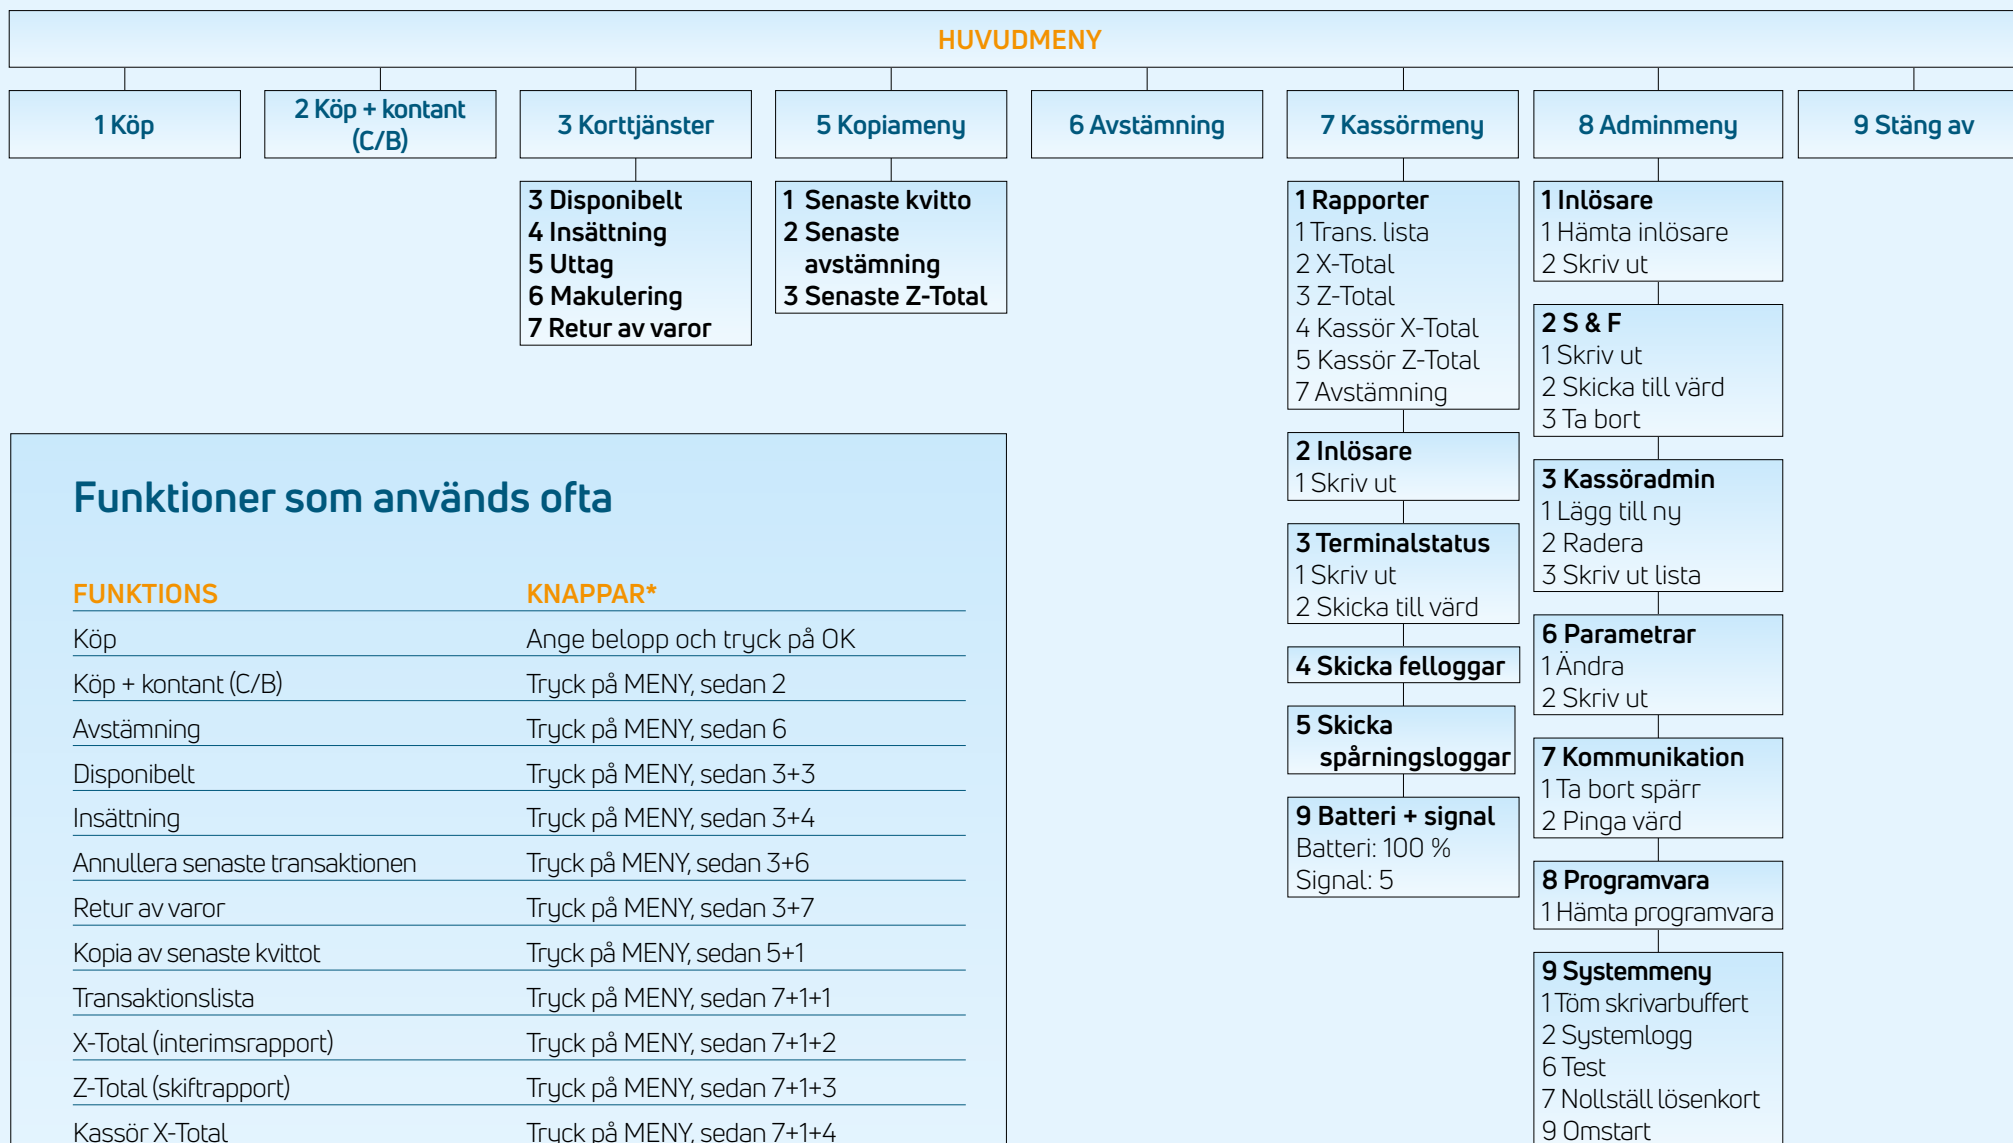 HUVUDMENY
1 Köp
2 Köp + kontant
(C/B)
3 Korttjänster
5 Kopiameny
6 Avstämning
7 Kassörmeny
8 Adminmeny
9 Stäng av
3 Disponibelt
4 Insättning
5 Uttag
6 Makulering
7 Retur av varor
1 Senaste kvitto
2 Senaste
avstämning
3 Senaste Z-Total
1 Rapporter
1 Trans. lista
2 X-Total
3 Z-Total
4 Kassör X-Total
5 Kassör Z-Total
7 Avstämning
2 Inlösare
1 Skriv ut
3 Terminalstatus
1 Skriv ut
2 Skicka till värd
4 Skicka felloggar
5 Skicka
spårningsloggar
9 Batteri + signal
Batteri: 100 %
Signal: 5
1 Inlösare
1 Hämta inlösare
2 Skriv ut
2 S & F
1 Skriv ut
2 Skicka till värd
3 Ta bort
3 Kassöradmin
1 Lägg till ny
2 Radera
3 Skriv ut lista
6 Parametrar
1 Ändra
2 Skriv ut
7 Kommunikation
1 Ta bort spärr
2 Pinga värd
8 Programvara
1 Hämta programvara
9 Systemmeny
1 Töm skrivarbuffert
2 Systemlogg
6 Test
7 Nollställ lösenkort
9 Omstart
Funktioner som används ofta
FUNKTIONS KNAPPAR*
Köp Ange belopp och tryck på OK
Köp + kontant (C/B) Tryck på MENY, sedan 2
Avstämning Tryck på MENY, sedan 6
Disponibelt Tryck på MENY, sedan 3+3
Insättning Tryck på MENY, sedan 3+4
Annullera senaste transaktionen Tryck på MENY, sedan 3+6
Retur av varor Tryck på MENY, sedan 3+7
Kopia av senaste kvittot Tryck på MENY, sedan 5+1
Transaktionslista Tryck på MENY, sedan 7+1+1
X-Total (interimsrapport) Tryck på MENY, sedan 7+1+2
Z-Total (skiftrapport) Tryck på MENY, sedan 7+1+3
Kassör X-Total Tryck på MENY, sedan 7+1+4